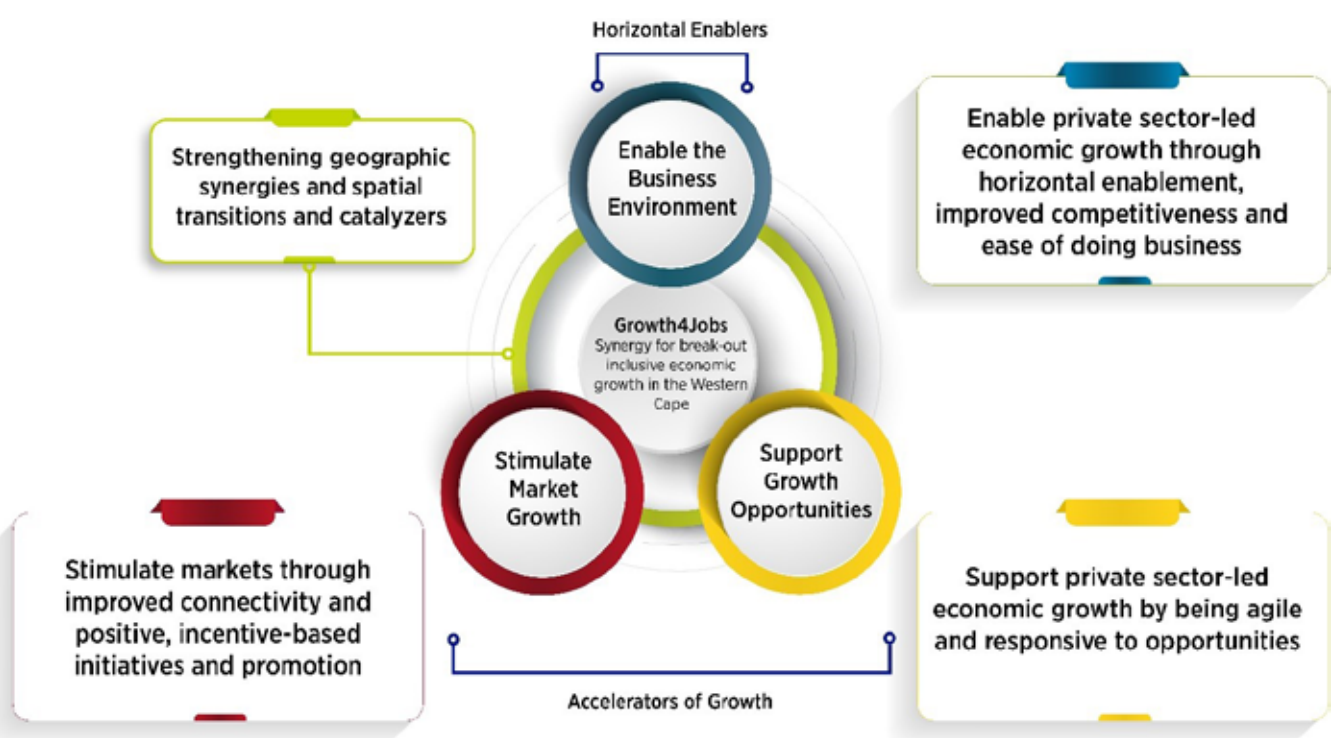 Horizontal Enablers
Strengthening geographic
synergies and spatial
transitions and catalyzers
Enable the
Business
Environment
Enable private sector-led
economic growth through
horizontal enablement,
improved competitiveness and
ease of doing business
Growth4Jobs
Synergy for break-out
inclusive economic
growth in the Western
Cape
Stimulate
Market
Growth
Support
Growth
Opportunities
Stimulate markets through
improved connectivity and
positive, incentive-based
initiatives and promotion
Support private sector-led
economic growth by being agile
and responsive to opportunities
Accelerators of Growth